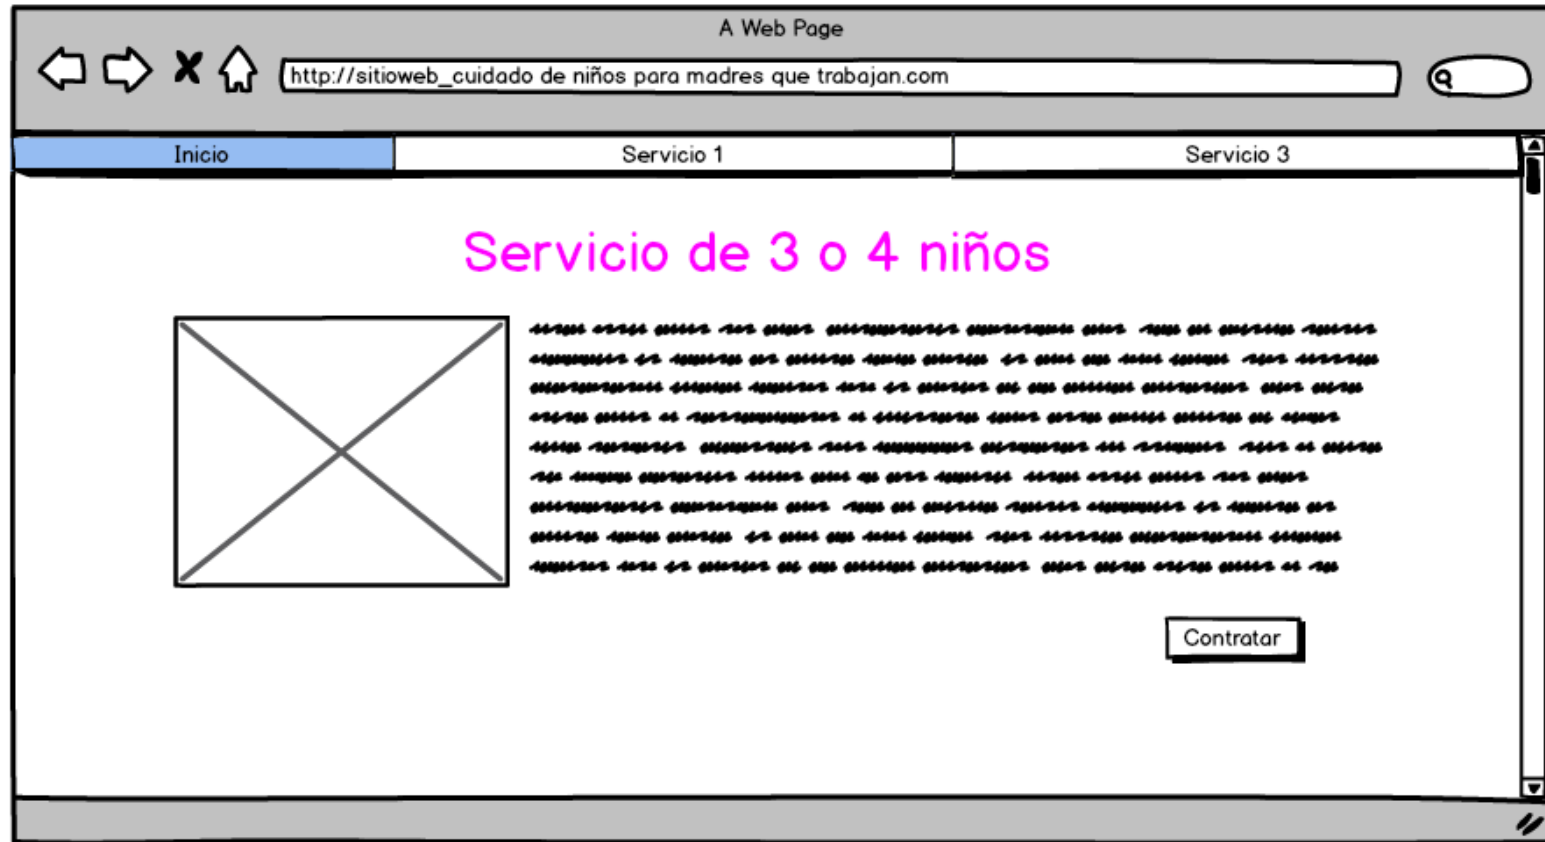 A Web Page
http://sitioweb_cuidado de niños para madres que trabajan.com
Inicio
Servicio 1
Servicio 3
Servicio de 3 o 4 niños
Contratar